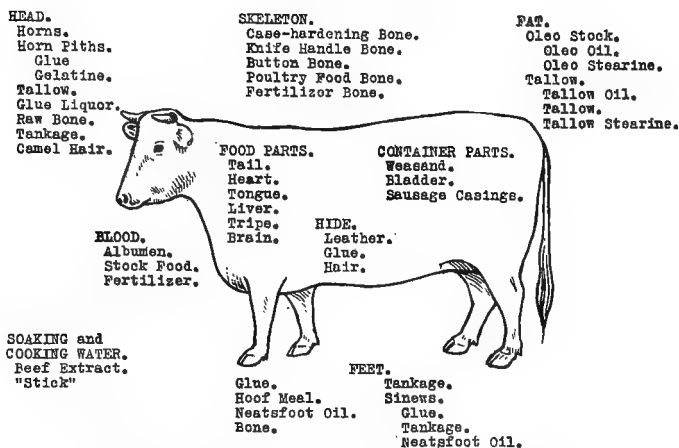 HEAD.
Horns.
Horn Piths.
Glue
Gelatine.
Tallow.
Glue Liquor.
Raw Bone.
Tankage.
Camel Hair.
SKELETON.
Case-hardening Bone.
Knife Handle Bone.
Button Bone.
Poultry Food Bone.
Fertilizor Bone.
FAT.
Oleo Stock.
Oleo Oil.
Oleo Stearine.
Tallow.
Tallow Oil.
Tallow.
Tallow Stearine.
FOOD PARTS.
Tail.
Heart.
Tongue.
Liver.
Tripe.
Brain.
CONTAINER PARTS.
Weasand.
Bladder.
Sausage Casings.
HIDE.
Leather.
Glue.
Hair.
BLOOD.
Albumen.
Stock Food.
Fertilizer.
SOAKING and
COOKING WATER.
Beef Extract.
"Stick"
FEET.
Glue.
Hoof Meal.
Neatsfoot Oil.
Bone.
Tankage.
Sinews.
Glue.
Tankage.
Neatsfoot Oil.